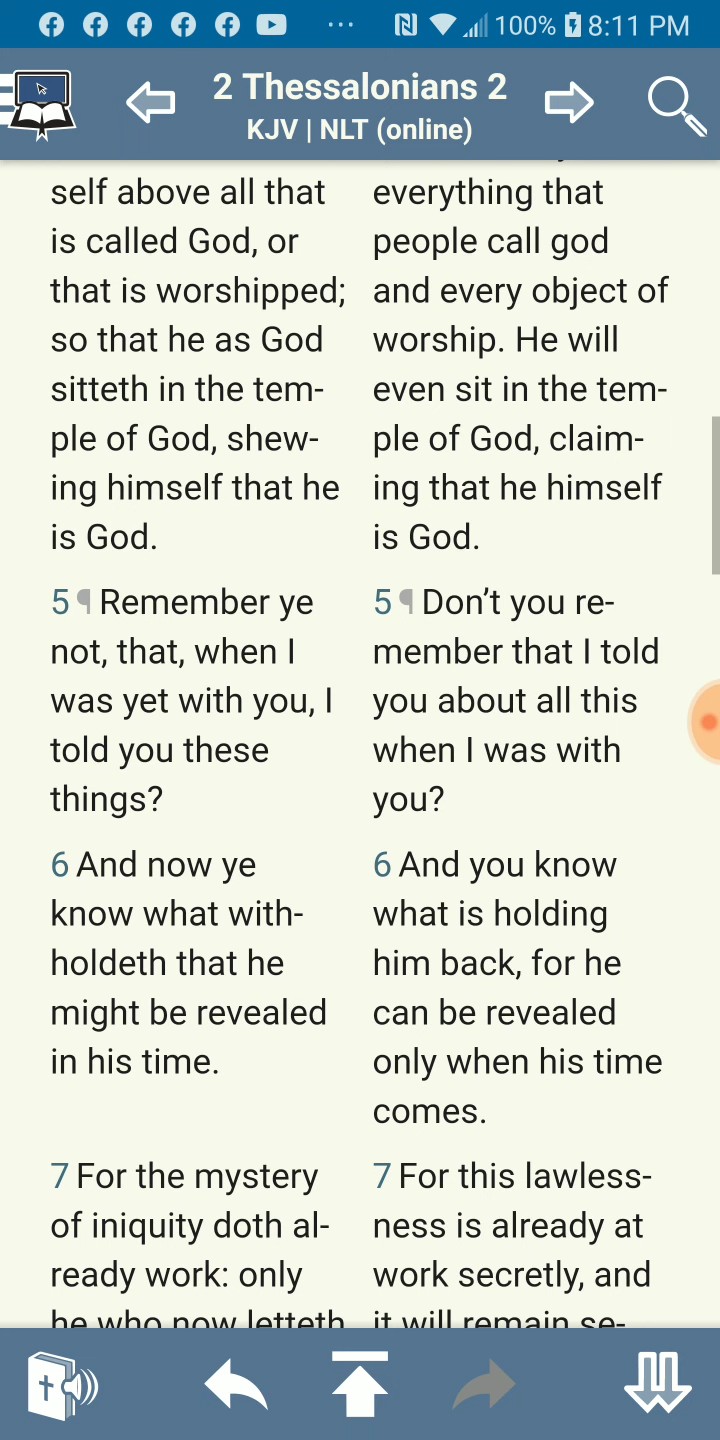 100% 8:11 PM
2 Thessalonians 2
KJV | NLT (online)
self above all that
is called God, or
that is worshipped;
so that he as God
sitteth in the tem-
ple of God, shew-
ing himself that he
is God.
5 ¶ Remember ye
not, that, when I
was yet with you, I
told you these
things?
6 And now ye
know what with-
holdeth that he
might be revealed
in his time.
7 For the mystery
of iniquity doth al-
ready work: only
he who now letteth
everything that
people call god
and every object of
worship. He will
even sit in the tem-
ple of God, claim-
ing that he himself
is God.
5 ¶ Don’t you re-
member that I told
you about all this
when I was with
you?
6 And you know
what is holding
him back, for he
can be revealed
only when his time
comes.
7 For this lawless-
ness is already at
work secretly, and
it will remain se-